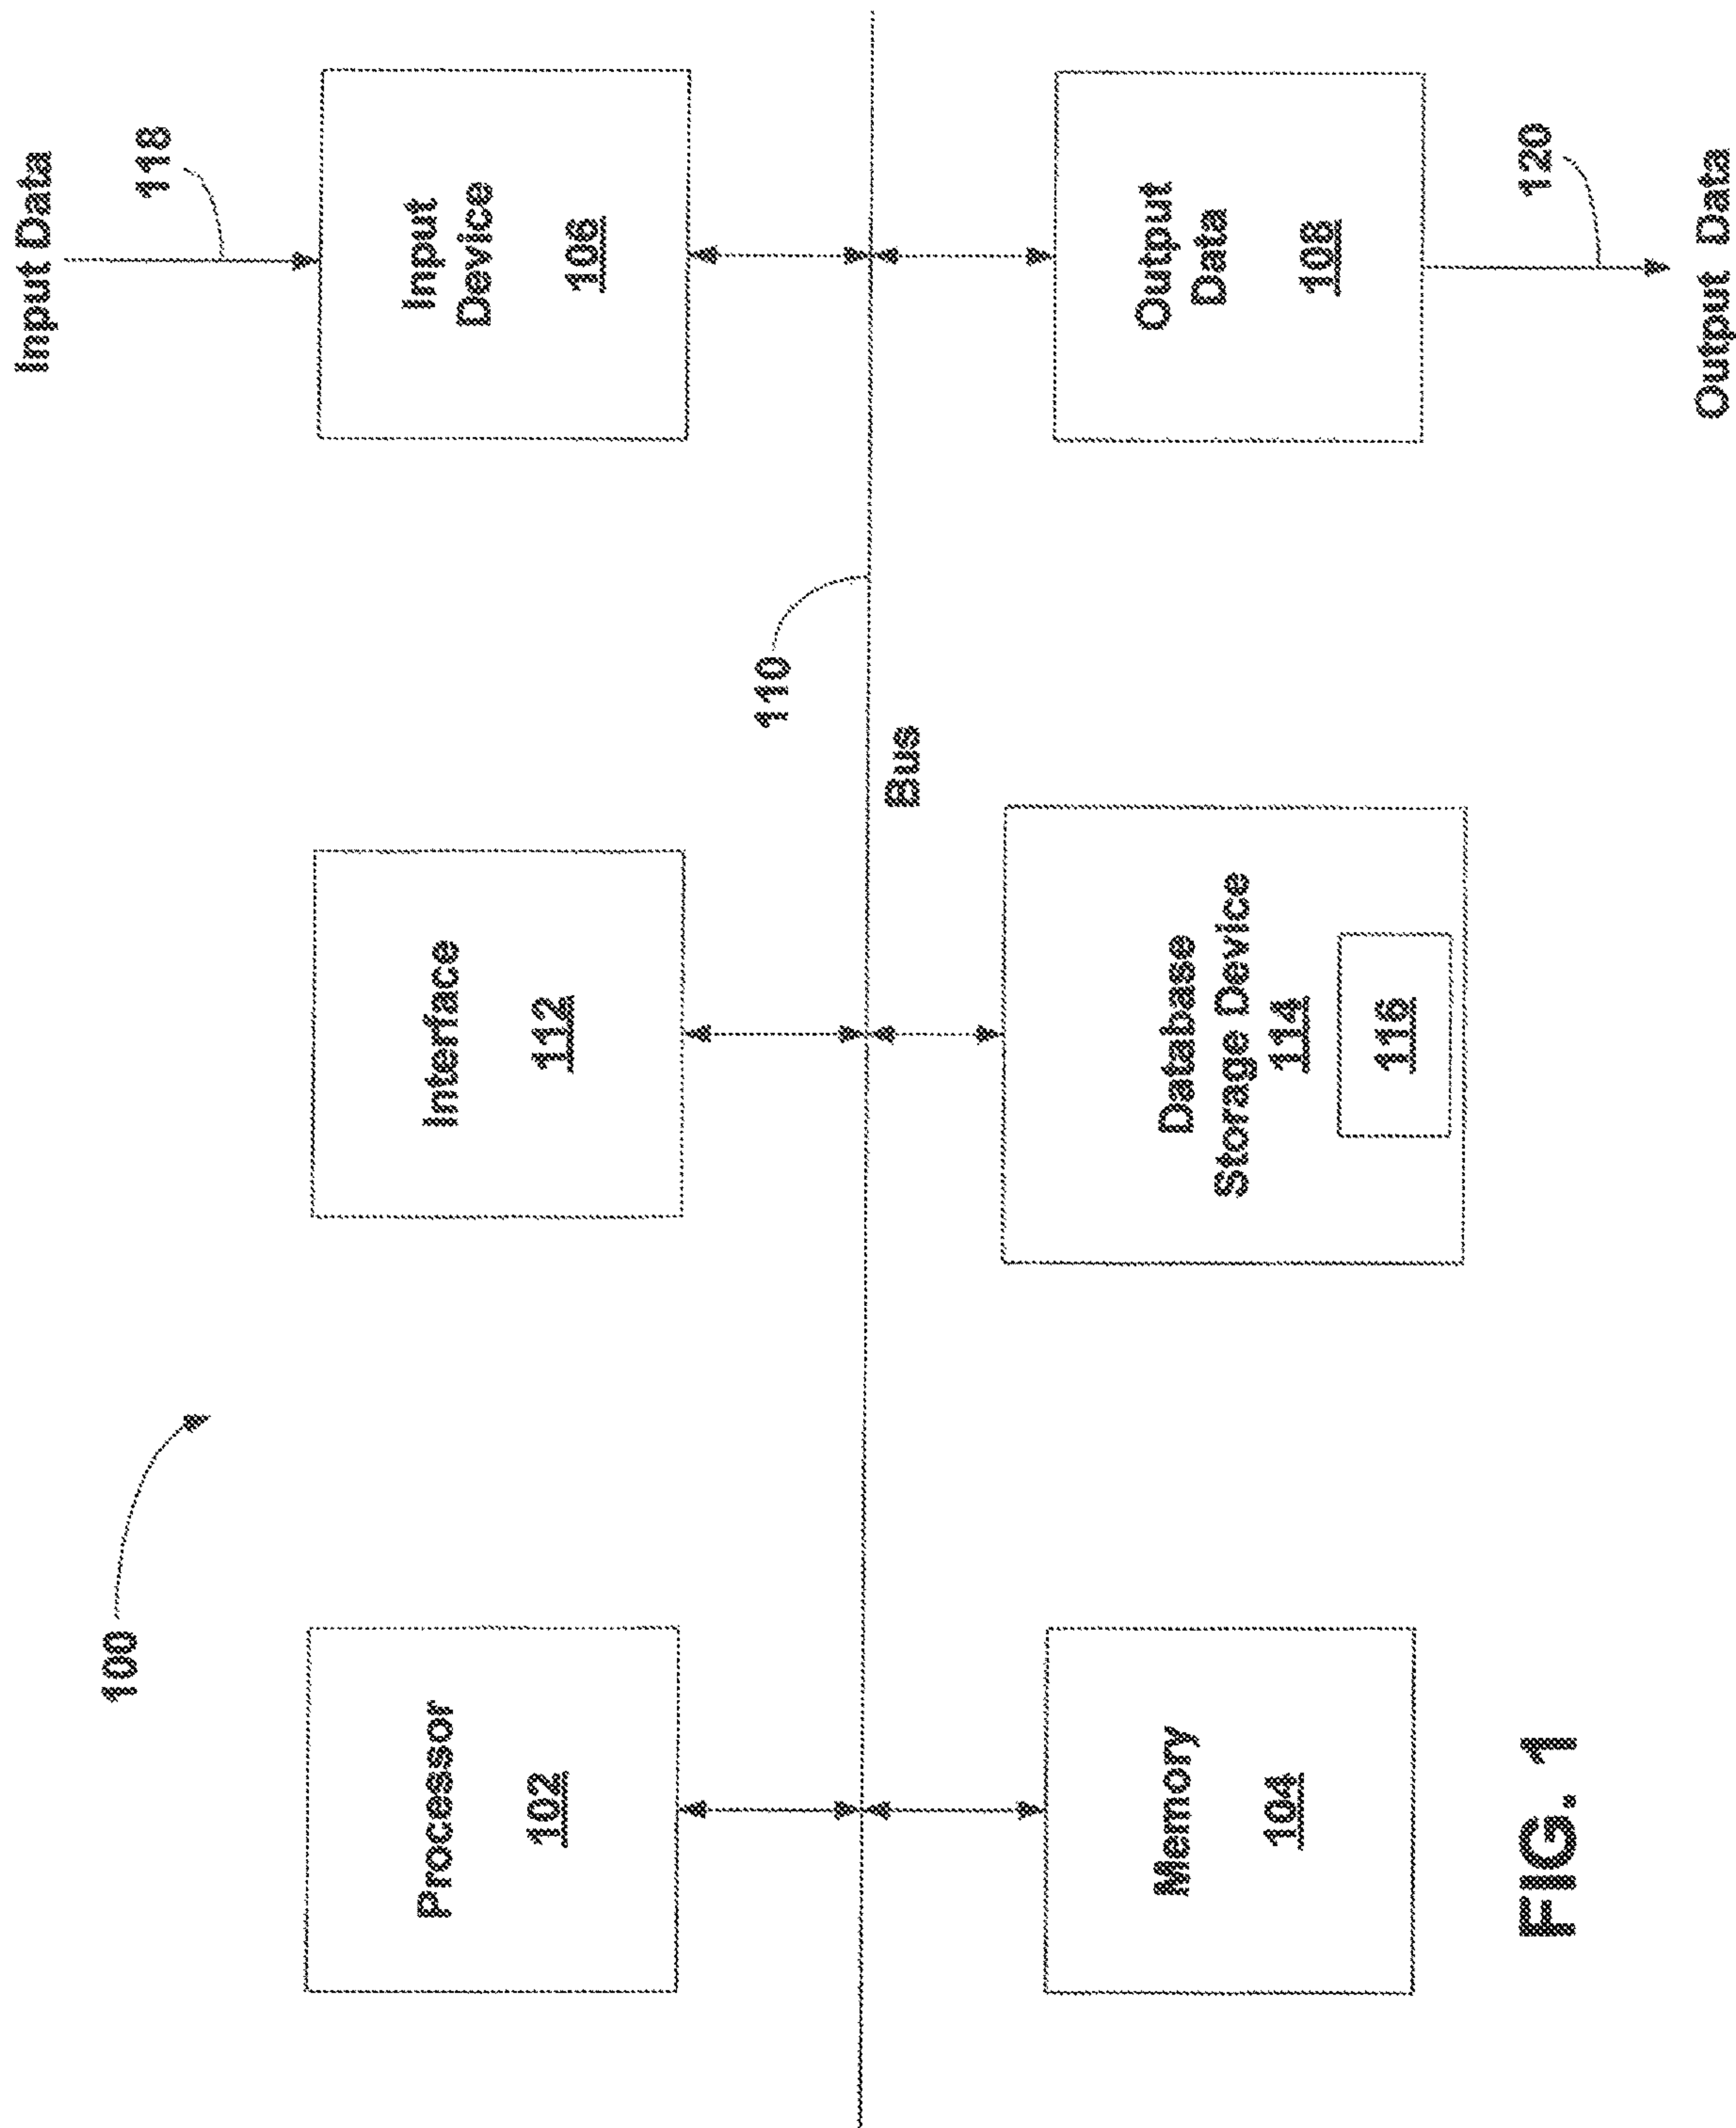 Input Data
100
118
Processor
102
Interface
112
Input
Device
106
110
Bus
Memory
104
Database
Storage Device
114
116
Output
Data
108
120
FIG. 1
Output Data